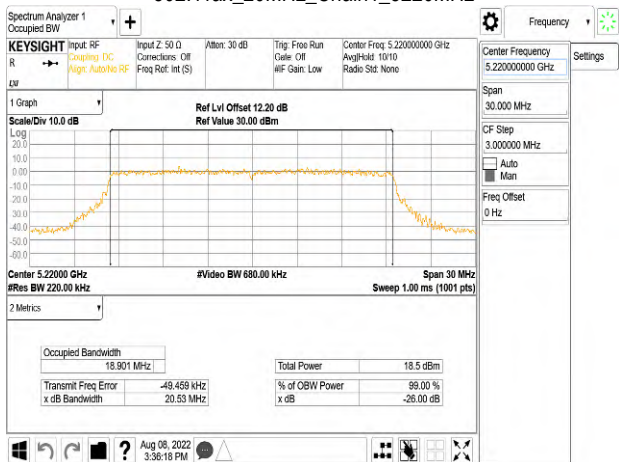 Spectrum Analyzer 1
Occupied BW
Frequency
KEYSIGHT
R
Input: RF
Coupling: DC
Align: Auto/No RF
Input Z: 50 Ω
Corrections: Off
Freq Ref: Int (S)
Atten: 30 dB
Trig: Free Run
Gate: Off
#IF Gain: Low
Center Freq: 5.220000000 GHz
Avg|Hold: 10/10
Radio Std: None
Center Frequency
5.220000000 GHz
Settings
Span
30.000 MHz
CF Step
3.000000 MHz
Auto
Man
Freq Offset
0 Hz
1 Graph
Scale/Div 10.0 dB
Ref Lvl Offset 12.20 dB
Ref Value 30.00 dBm
Log
20.0
10.0
0.00
-10.0
-20.0
-30.0
-40.0
-50.0
-60.0
Center 5.22000 GHz
#Video BW 680.00 kHz
Span 30 MHz
#Res BW 220.00 kHz
Sweep 1.00 ms (1001 pts)
2 Metrics
Occupied Bandwidth
18.901 MHz
Total Power
18.5 dBm
Transmit Freq Error
-49.459 kHz
% of OBW Power
99.00 %
x dB Bandwidth
20.53 MHz
x dB
-26.00 dB
?
Aug 08, 2022
3:36:18 PM